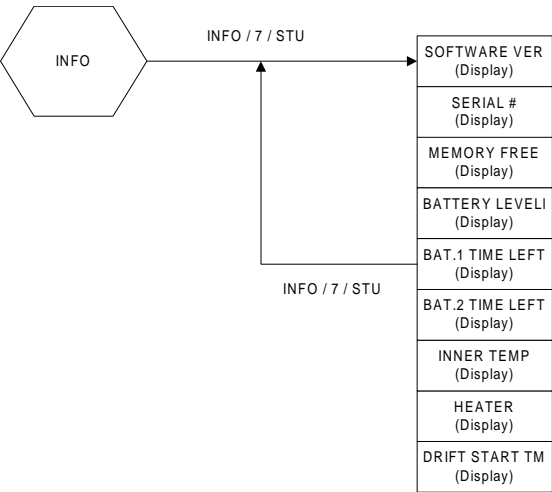 INFO / 7 / STU
INFO
SOFTWARE VER
(Display)
SERIAL #
(Display)
MEMORY FREE
(Display)
BATTERY LEVELI
(Display)
BAT.1 TIME LEFT
(Display)
INFO / 7 / STU
BAT.2 TIME LEFT
(Display)
INNER TEMP
(Display)
HEATER
(Display)
DRIFT START TM
(Display)